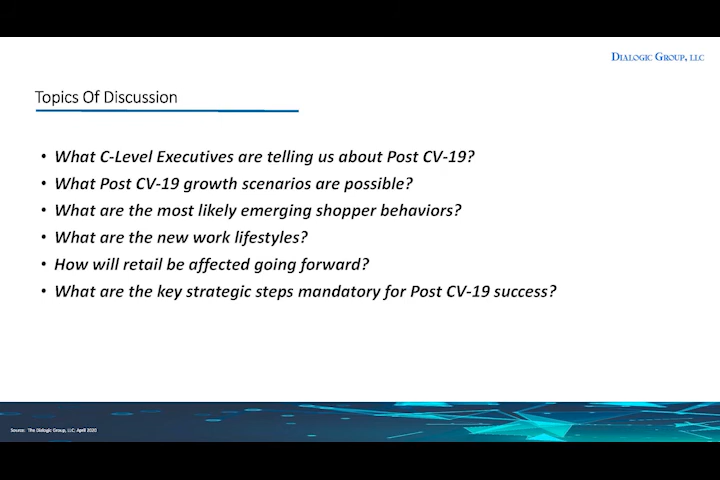 DIALOGIC GROUP, LLC
Topics Of Discussion
• What C-Level Executives are telling us about Post CV-19?
• What Post CV-19 growth scenarios are possible?
• What are the most likely emerging shopper behaviors?
• What are the new work lifestyles?
• How will retail be affected going forward?
• What are the key strategic steps mandatory for Post CV-19 success?
Source: The Dialogic Group, LLC; April 2020